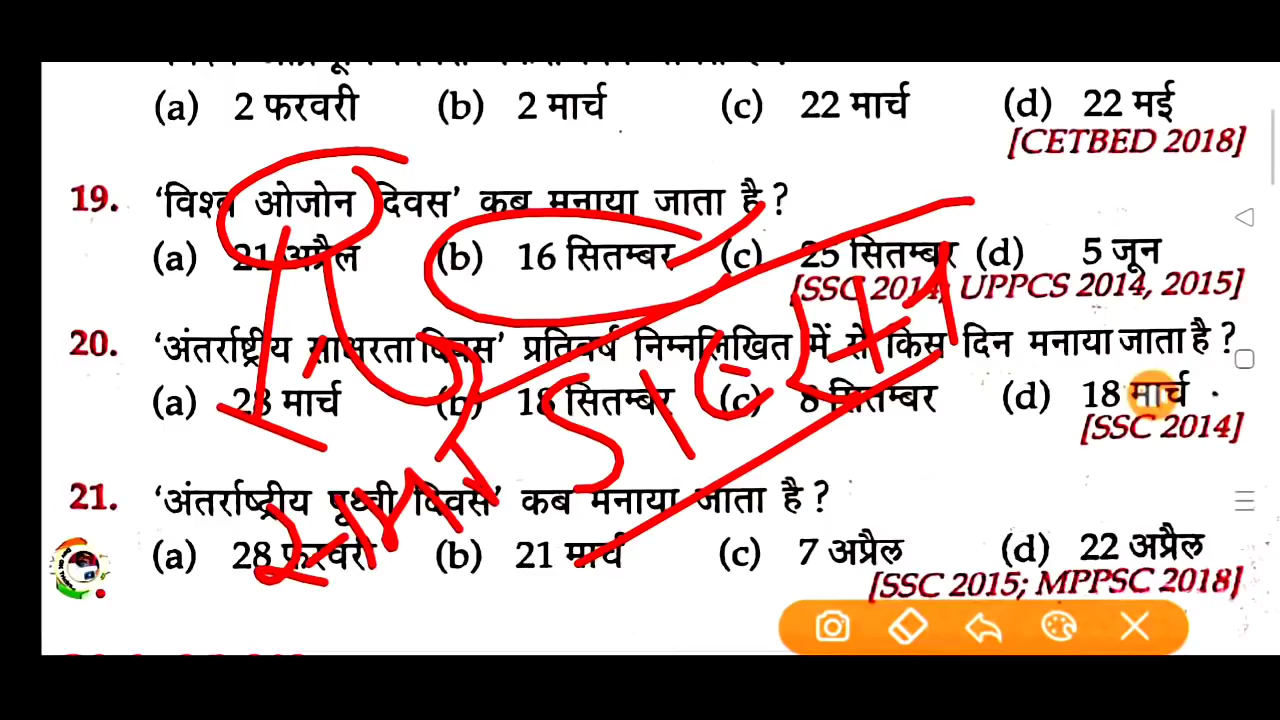 (a) 2 फरवरी (b) 2 मार्च (c) 22 मार्च (d) 22 मई
[CETBED 2018]
19. ‘विश्व ओजोन दिवस’ कब मनाया जाता है ?
(a) 21 अप्रैल (b) 16 सितम्बर (c) 25 सितम्बर (d) 5 जून
[SSC 2014; UPPCS 2014, 2015]
20. ‘अंतर्राष्ट्रीय साक्षरता दिवस’ प्रतिवर्ष निम्नलिखित में से किस दिन मनाया जाता है ?
(a) 28 मार्च (b) 18 सितम्बर (c) 8 सितम्बर (d) 18 मार्च
[SSC 2014]
21. ‘अंतर्राष्ट्रीय पृथ्वी दिवस’ कब मनाया जाता है ?
(a) 28 फरवरी (b) 21 मार्च (c) 7 अप्रैल (d) 22 अप्रैल
[SSC 2015; MPPSC 2018]